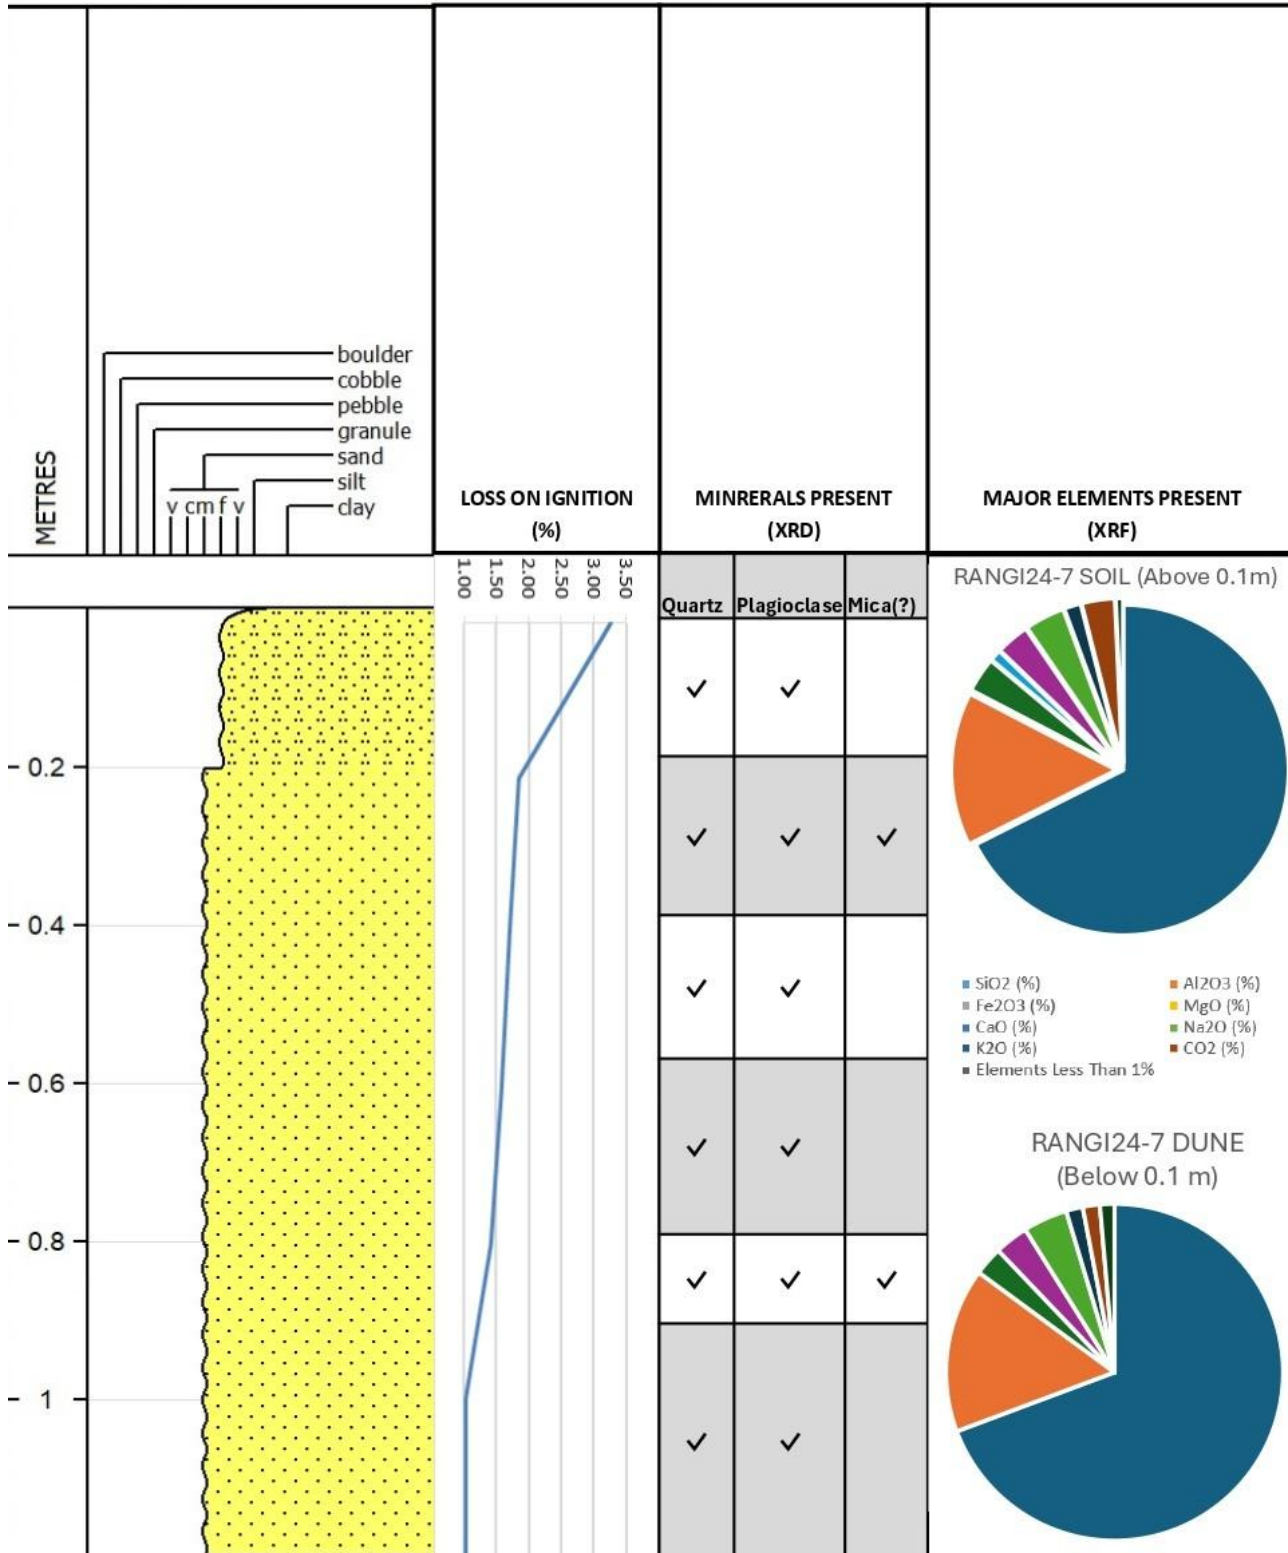 METRES
boulder
cobble
pebble
granule
sand
silt
clay
v cm f v
LOSS ON IGNITION
(%)
MINRERALS PRESENT
(XRD)
MAJOR ELEMENTS PRESENT
(XRF)
1.00
1.50
2.00
2.50
3.00
3.50
Quartz Plagioclase Mica(?)
RANGI24-7 SOIL (Above 0.1m)
0.2
0.4
0.6
0.8
1
SiO2 (%) Al2O3 (%)
Fe2O3 (%) MgO (%)
CaO (%) Na2O (%)
K2O (%) CO2 (%)
Elements Less Than 1%
RANGI24-7 DUNE
(Below 0.1 m)